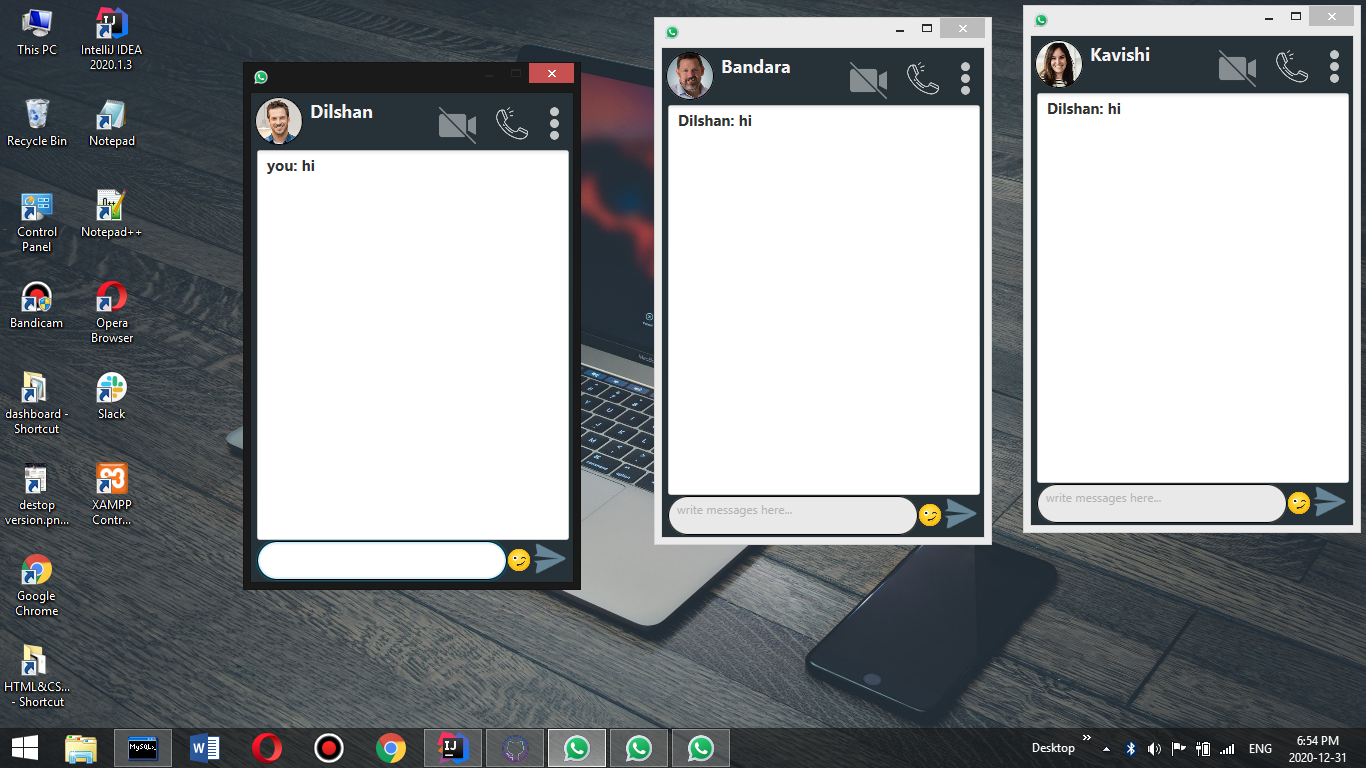 This PC
IntelliJ IDEA
2020.1.3
Recycle Bin
Notepad
Control
Panel
Notepad++
Bandicam
Opera
Browser
dashboard -
Shortcut
Slack
destop
version.pn...
XAMPP
Contr...
Google
Chrome
HTML&CS...
- Shortcut
Dilshan
you: hi
Bandara
Dilshan: hi
write messages here...
Kavishi
Dilshan: hi
write messages here...
MySQL
W
IJ
Desktop
ENG
6:54 PM
2020-12-31